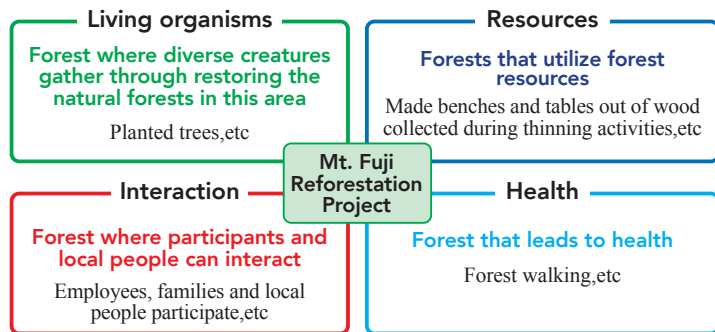 Living organisms
Forest where diverse creatures
gather through restoring the
natural forests in this area
Planted trees,etc
Resources
Forests that utilize forest
resources
Made benches and tables out of wood
collected during thinning activities,etc
Mt. Fuji
Reforestation
Project
Interaction
Forest where participants and
local people can interact
Employees, families and local
people participate,etc
Health
Forest that leads to health
Forest walking,etc